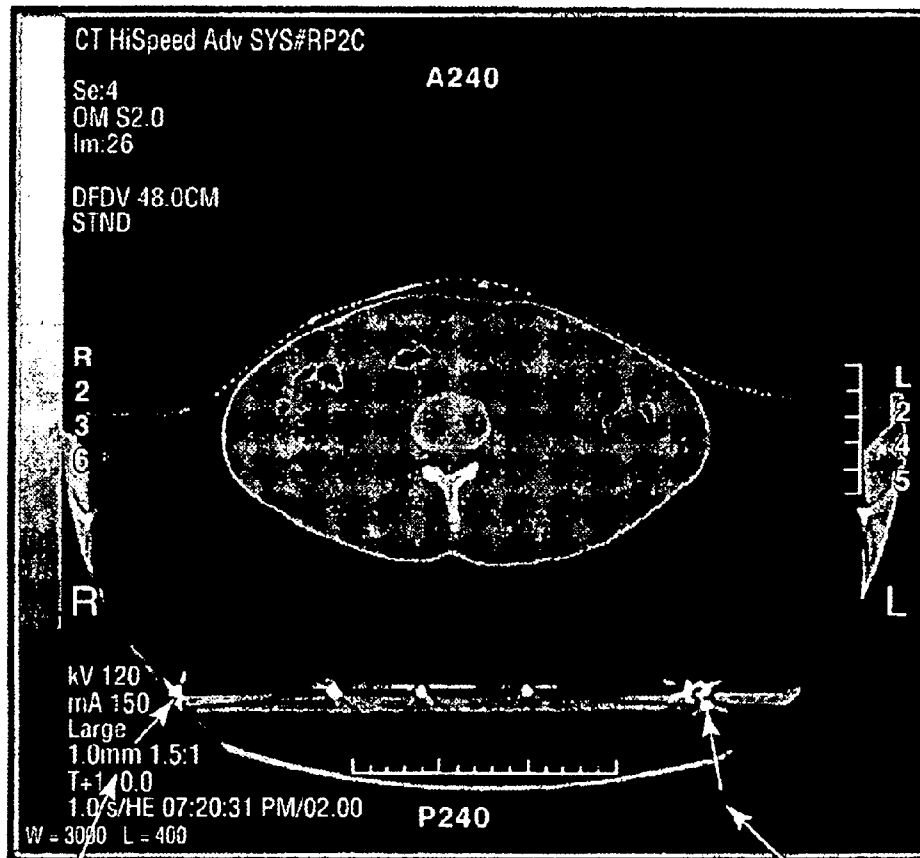 CT HiSpeed Adv SYS#RP2C
A240
Se:4
OM S2.0
Im:26
DFDV 48.0CM
STND
R
2
3
6
L
2
4
5
R
L
kV 120
mA 150
Large
1.0mm 1.5:1
1.0 s/HE 07:20:31 PM/02.00
P240
W = 3000 L = 400